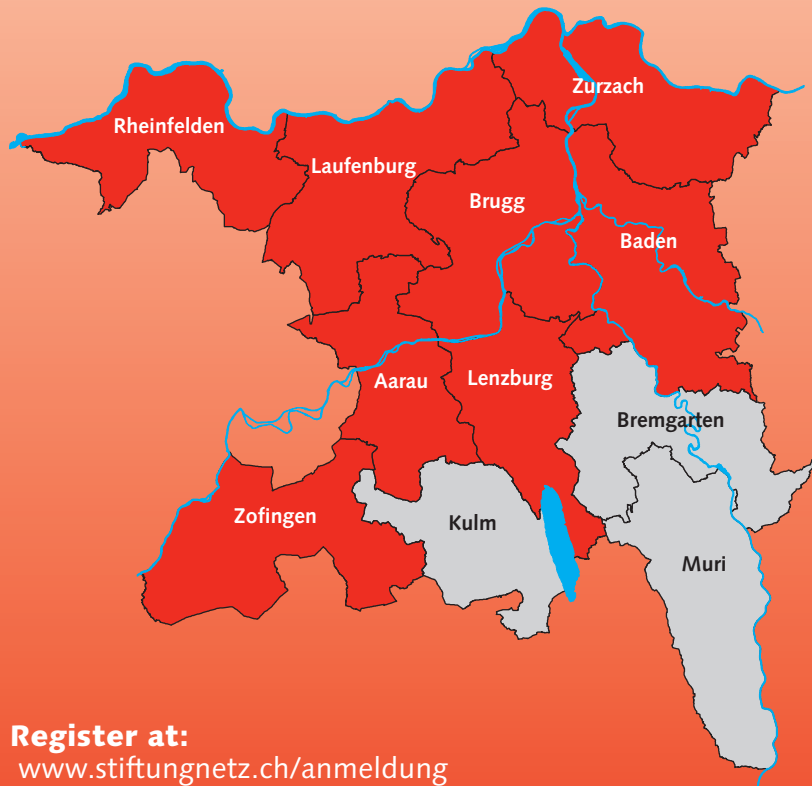 Zurzach
Rheinfelden
Laufenburg
Brugg
Baden
Aarau
Lenzburg
Bremgarten
Zofingen
Kulm
Muri
Register at:
www.stiftungnetz.ch/anmeldung